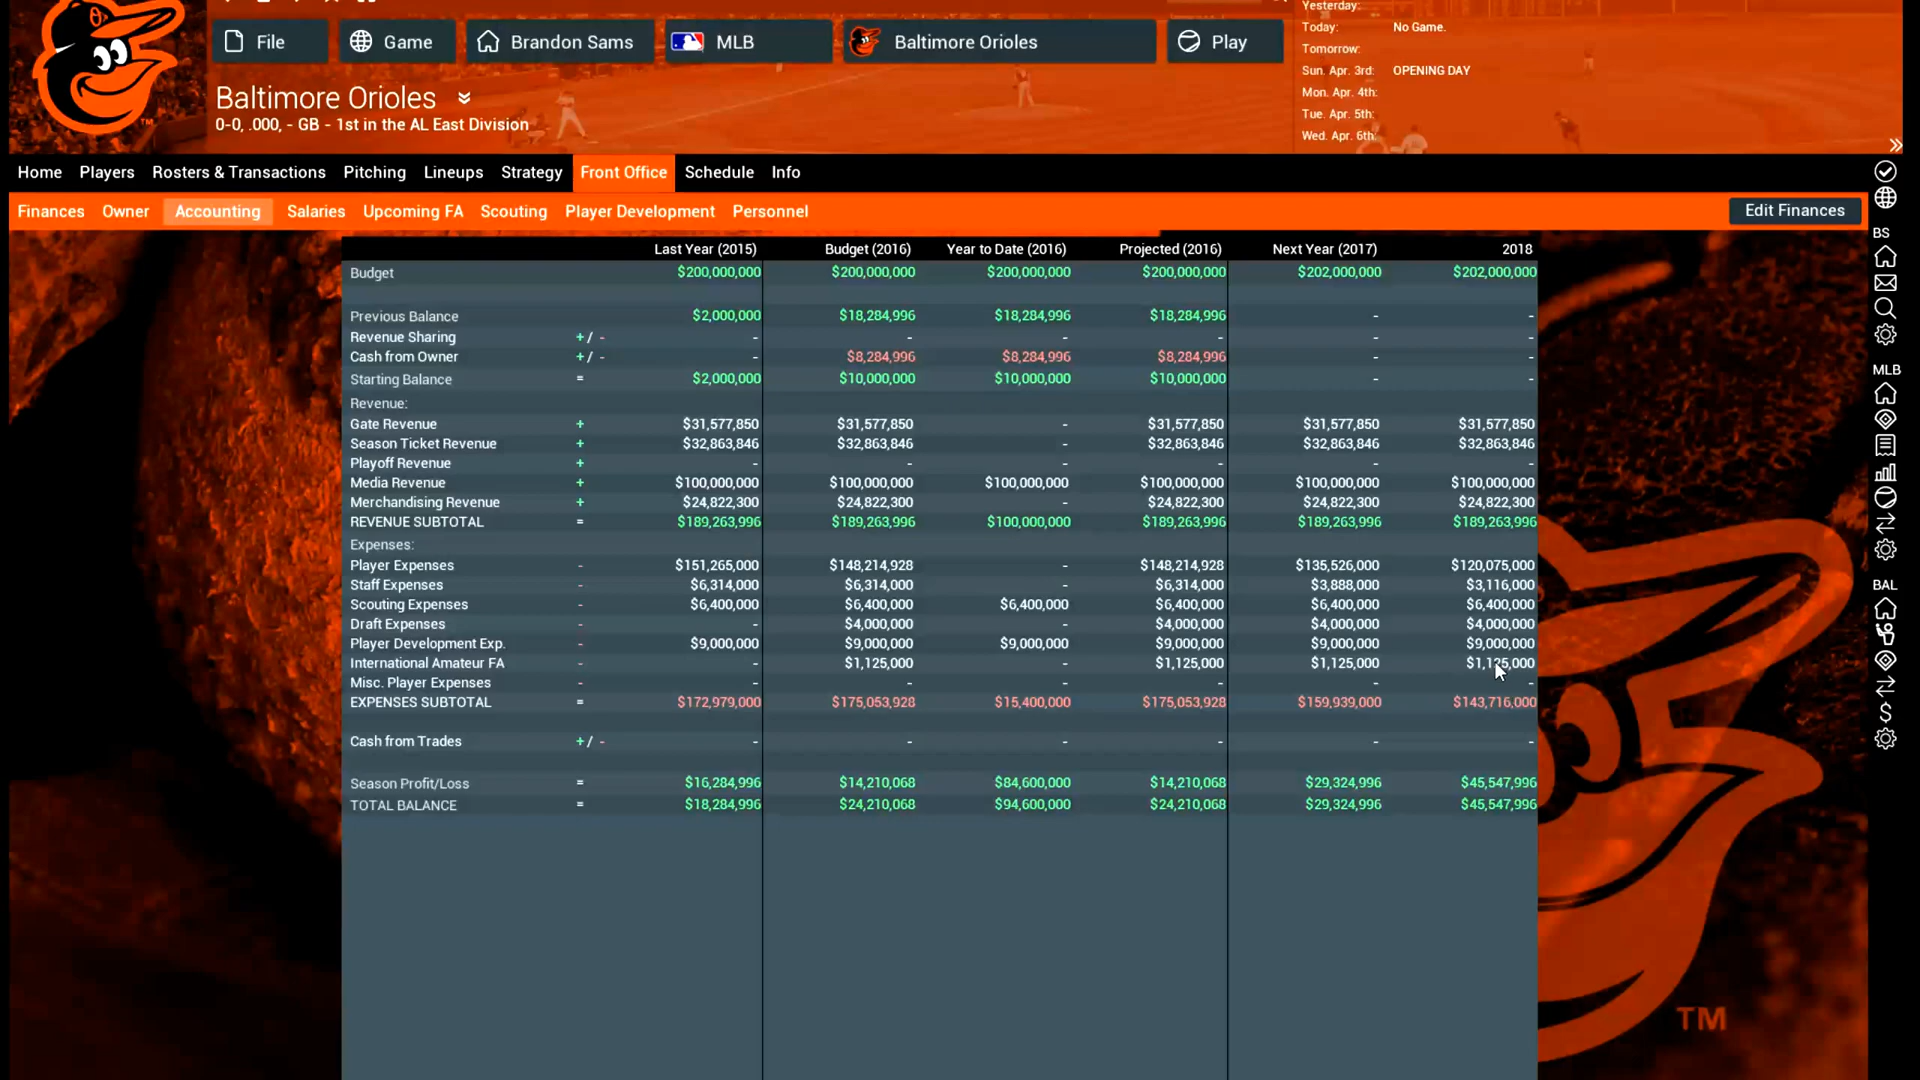 File Game Brandon Sams MLB Baltimore Orioles Play
Yesterday:
Today: No Game.
Tomorrow:
Sun. Apr. 3rd: OPENING DAY
Mon. Apr. 4th:
Tue. Apr. 5th:
Wed. Apr. 6th:
Baltimore Orioles
0-0, .000, - GB - 1st in the AL East Division
Home Players Rosters & Transactions Pitching Lineups Strategy Front Office Schedule Info
Finances Owner Accounting Salaries Upcoming FA Scouting Player Development Personnel Edit Finances
Last Year (2015) Budget (2016) Year to Date (2016) Projected (2016) Next Year (2017) 2018
Budget $200,000,000 $200,000,000 $200,000,000 $200,000,000 $202,000,000 $202,000,000
Previous Balance $2,000,000 $18,284,996 $18,284,996 $18,284,996 - -
Revenue Sharing + / - - - - - - -
Cash from Owner + / - - $8,284,996 $8,284,996 $8,284,996 - -
Starting Balance = $2,000,000 $10,000,000 $10,000,000 $10,000,000 - -
Revenue:
Gate Revenue + $31,577,850 $31,577,850 - $31,577,850 $31,577,850 $31,577,850
Season Ticket Revenue + $32,863,846 $32,863,846 - $32,863,846 $32,863,846 $32,863,846
Playoff Revenue + - - - - - -
Media Revenue + $100,000,000 $100,000,000 $100,000,000 $100,000,000 $100,000,000 $100,000,000
Merchandising Revenue + $24,822,300 $24,822,300 - $24,822,300 $24,822,300 $24,822,300
REVENUE SUBTOTAL = $189,263,996 $189,263,996 $100,000,000 $189,263,996 $189,263,996 $189,263,996
Expenses:
Player Expenses - $151,265,000 $148,214,928 - $148,214,928 $135,526,000 $120,075,000
Staff Expenses - $6,314,000 $6,314,000 - $6,314,000 $3,888,000 $3,116,000
Scouting Expenses - $6,400,000 $6,400,000 $6,400,000 $6,400,000 $6,400,000 $6,400,000
Draft Expenses - - $4,000,000 - $4,000,000 $4,000,000 $4,000,000
Player Development Exp. - $9,000,000 $9,000,000 $9,000,000 $9,000,000 $9,000,000 $9,000,000
International Amateur FA - - $1,125,000 - $1,125,000 $1,125,000 $1,125,000
Misc. Player Expenses - - - - - - -
EXPENSES SUBTOTAL = $172,979,000 $175,053,928 $15,400,000 $175,053,928 $159,939,000 $143,716,000
Cash from Trades + / - - - - - - -
Season Profit/Loss = $16,284,996 $14,210,068 $84,600,000 $14,210,068 $29,324,996 $45,547,996
TOTAL BALANCE = $18,284,996 $24,210,068 $94,600,000 $24,210,068 $29,324,996 $45,547,996
BS
MLB
BAL
TM